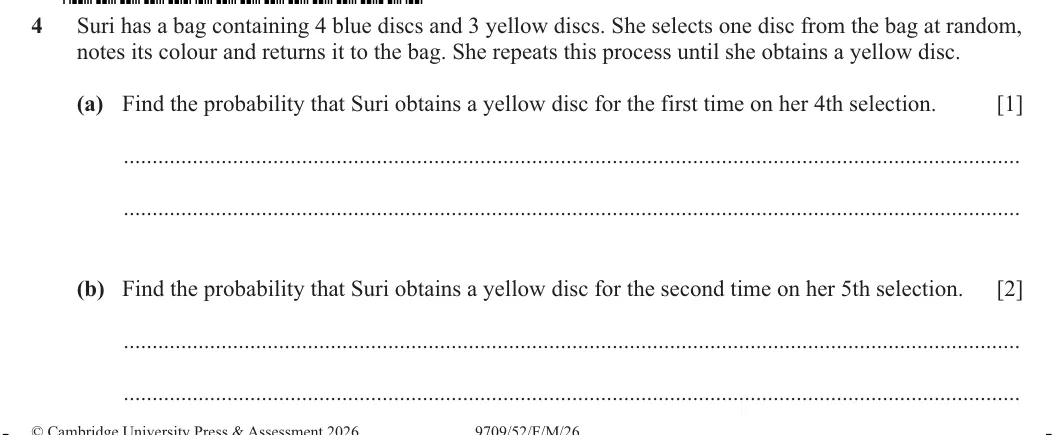 4 Suri has a bag containing 4 blue discs and 3 yellow discs. She selects one disc from the bag at random,
notes its colour and returns it to the bag. She repeats this process until she obtains a yellow disc.
(a) Find the probability that Suri obtains a yellow disc for the first time on her 4th selection. [1]
(b) Find the probability that Suri obtains a yellow disc for the second time on her 5th selection. [2]
© Cambridge University Press & Assessment 2026 9709/52/F/M/26